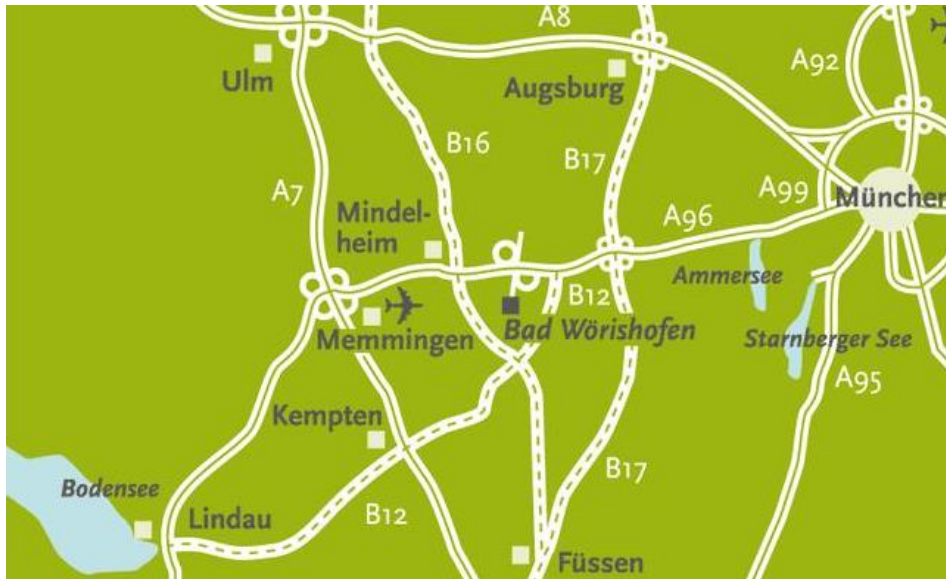 A8
Ulm
Augsburg
A92
B16
B17
A7
A99
Mindel-
heim
München
A96
Ammersee
B12
Memmingen
Bad Wörishofen
Starnberger See
A95
Kempten
B17
Bodensee
B12
Lindau
Füssen